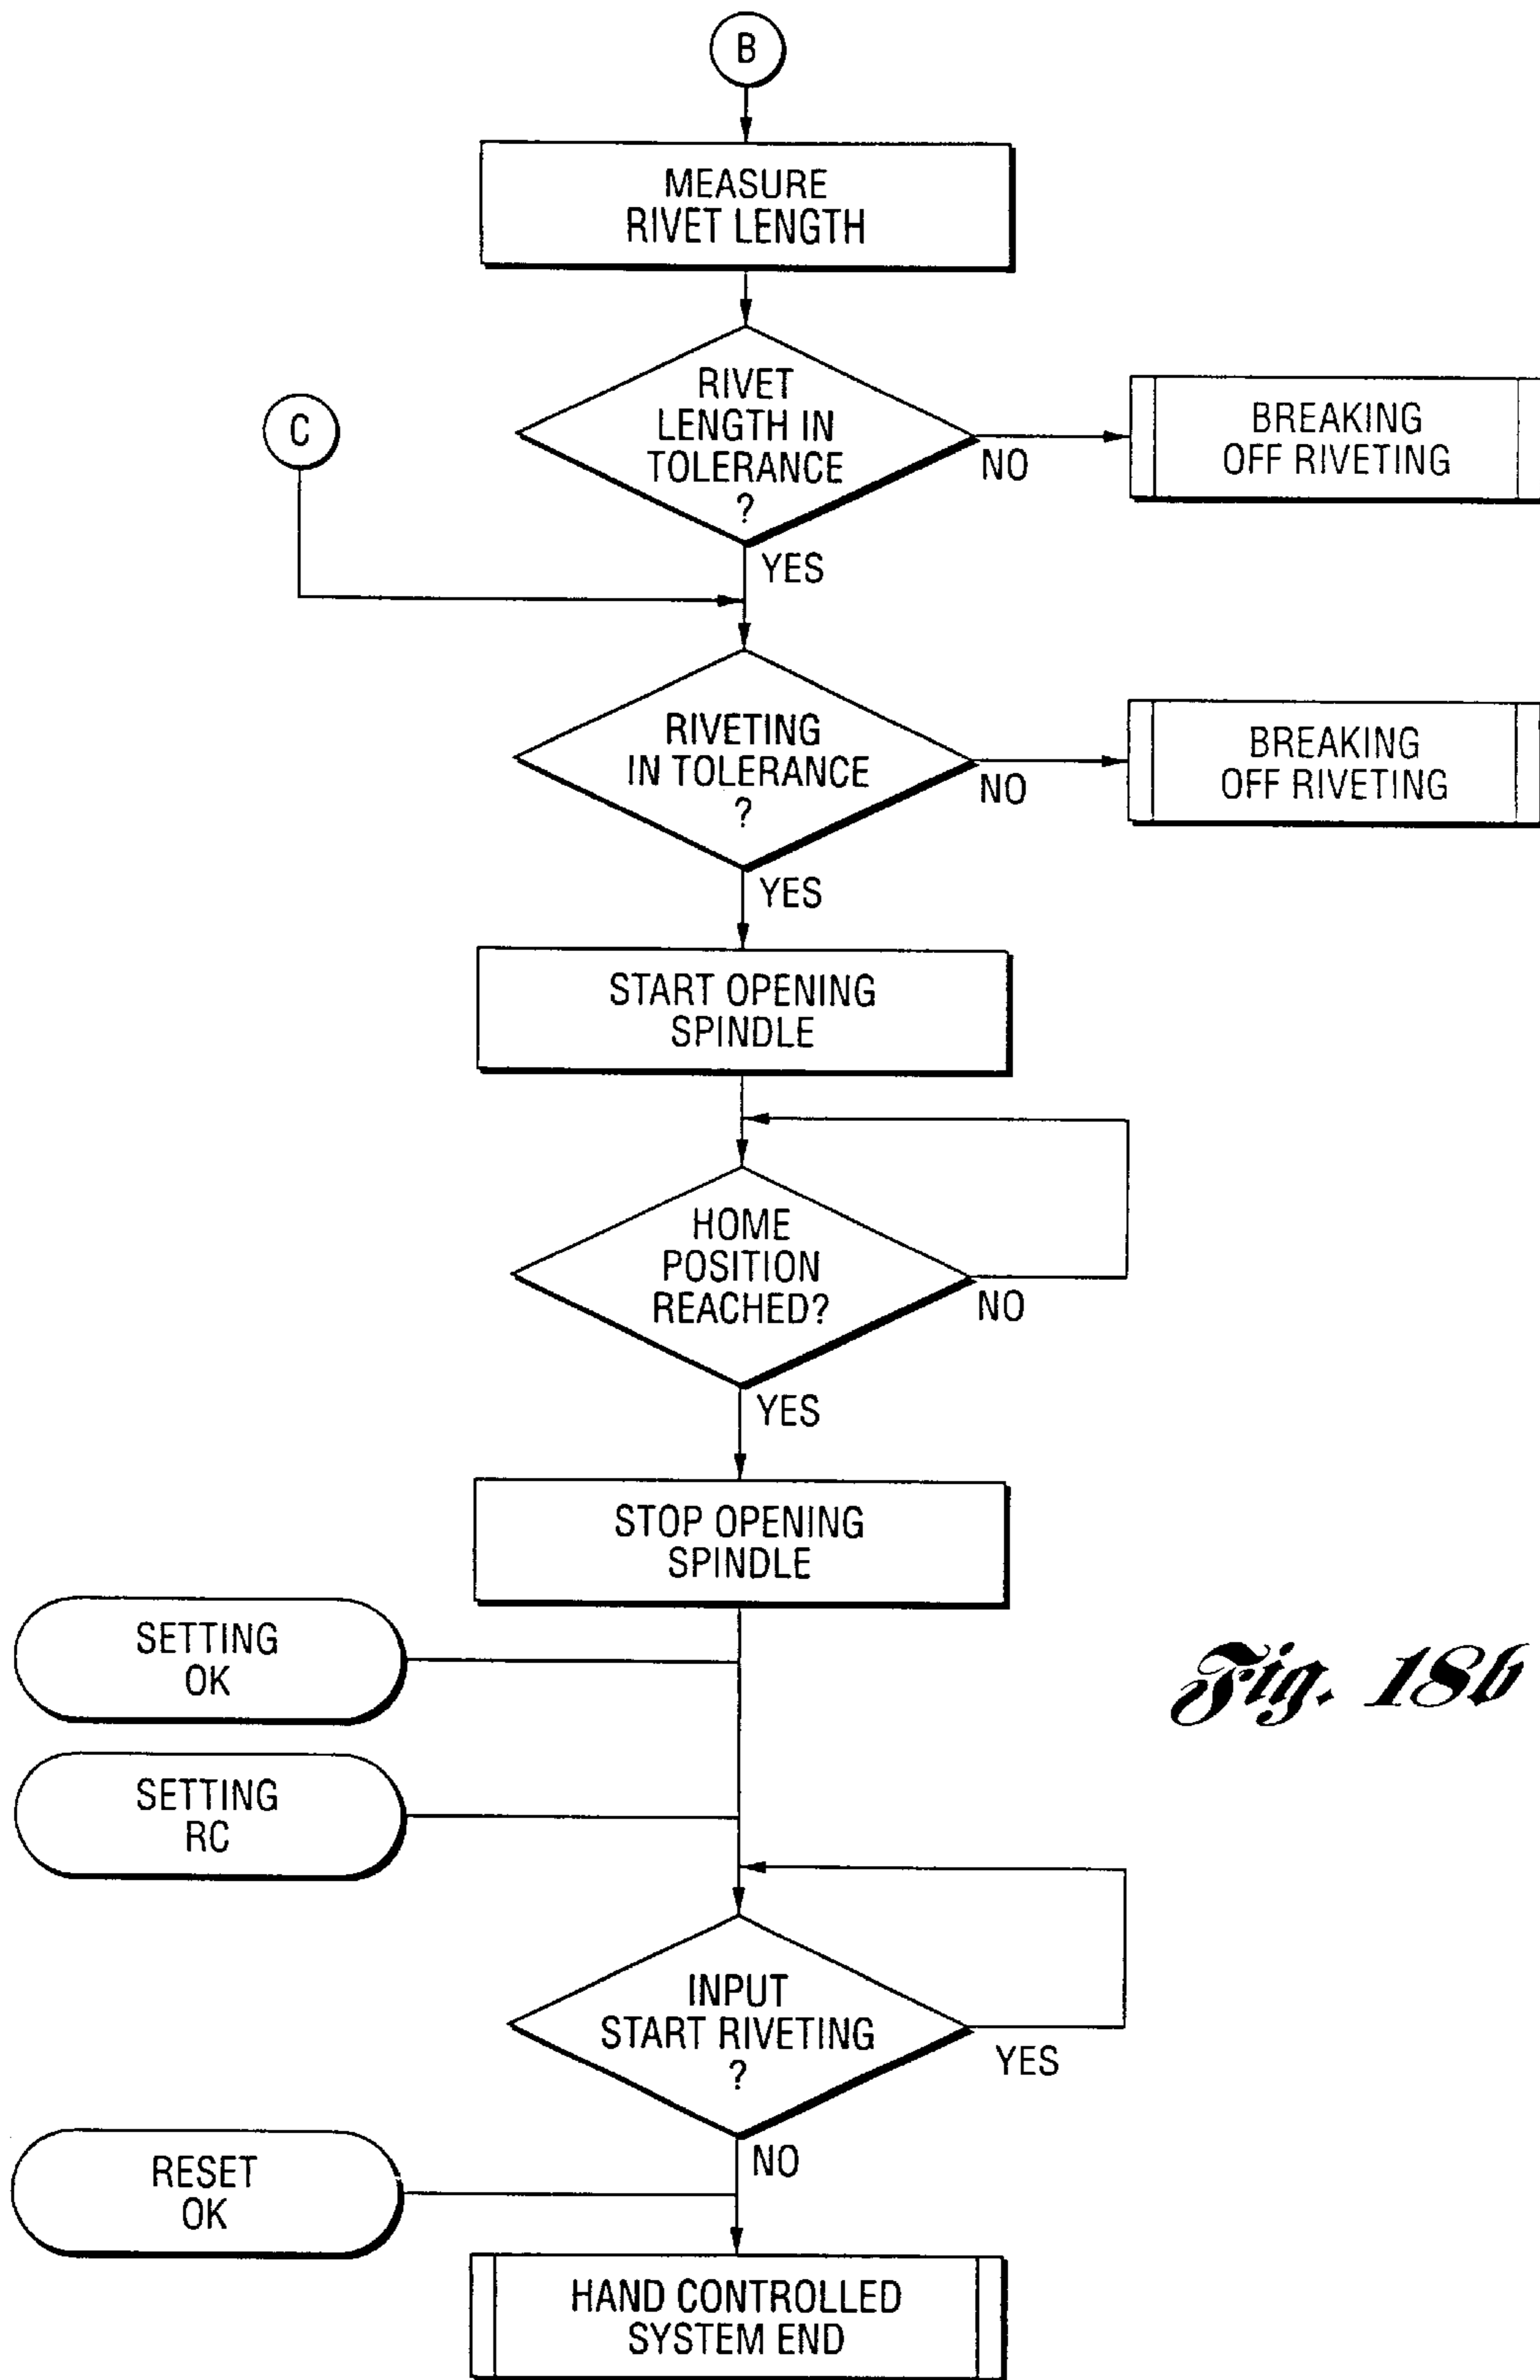 B
MEASURE
RIVET LENGTH
RIVET
LENGTH IN
TOLERANCE
?
NO
BREAKING
OFF RIVETING
C
YES
RIVETING
IN TOLERANCE
?
NO
BREAKING
OFF RIVETING
YES
START OPENING
SPINDLE
HOME
POSITION
REACHED?
NO
YES
STOP OPENING
SPINDLE
SETTING
OK
Fig. 18b
SETTING
RC
INPUT
START RIVETING
?
YES
NO
RESET
OK
HAND CONTROLLED
SYSTEM END